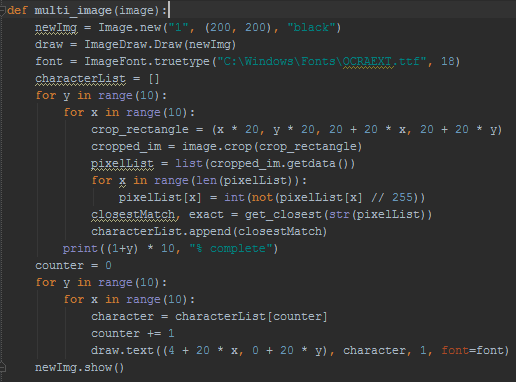 def multi_image(image):
    newImg = Image.new("1", (200, 200), "black")
    draw = ImageDraw.Draw(newImg)
    font = ImageFont.truetype("C:\Windows\Fonts\OCRAEXT.ttf", 18)
    characterList = []
    for y in range(10):
        for x in range(10):
            crop_rectangle = (x * 20, y * 20, 20 + 20 * x, 20 + 20 * y)
            cropped_im = image.crop(crop_rectangle)
            pixelList = list(cropped_im.getdata())
            for x in range(len(pixelList)):
                pixelList[x] = int(not(pixelList[x] // 255))
            closestMatch, exact = get_closest(str(pixelList))
            characterList.append(closestMatch)
        print((1+y) * 10, "% complete")
    counter = 0
    for y in range(10):
        for x in range(10):
            character = characterList[counter]
            counter += 1
            draw.text((4 + 20 * x, 0 + 20 * y), character, 1, font=font)
    newImg.show()